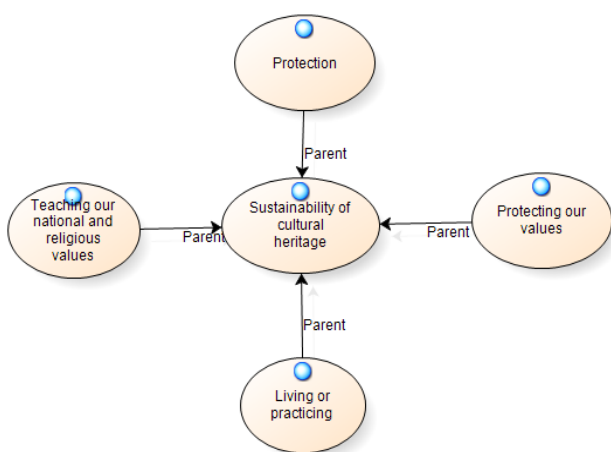 Protection
Parent
Teaching our
national and
religious
values
Parent
Sustainability of
cultural
heritage
Parent
Protecting our
values
Parent
Living or
practicing